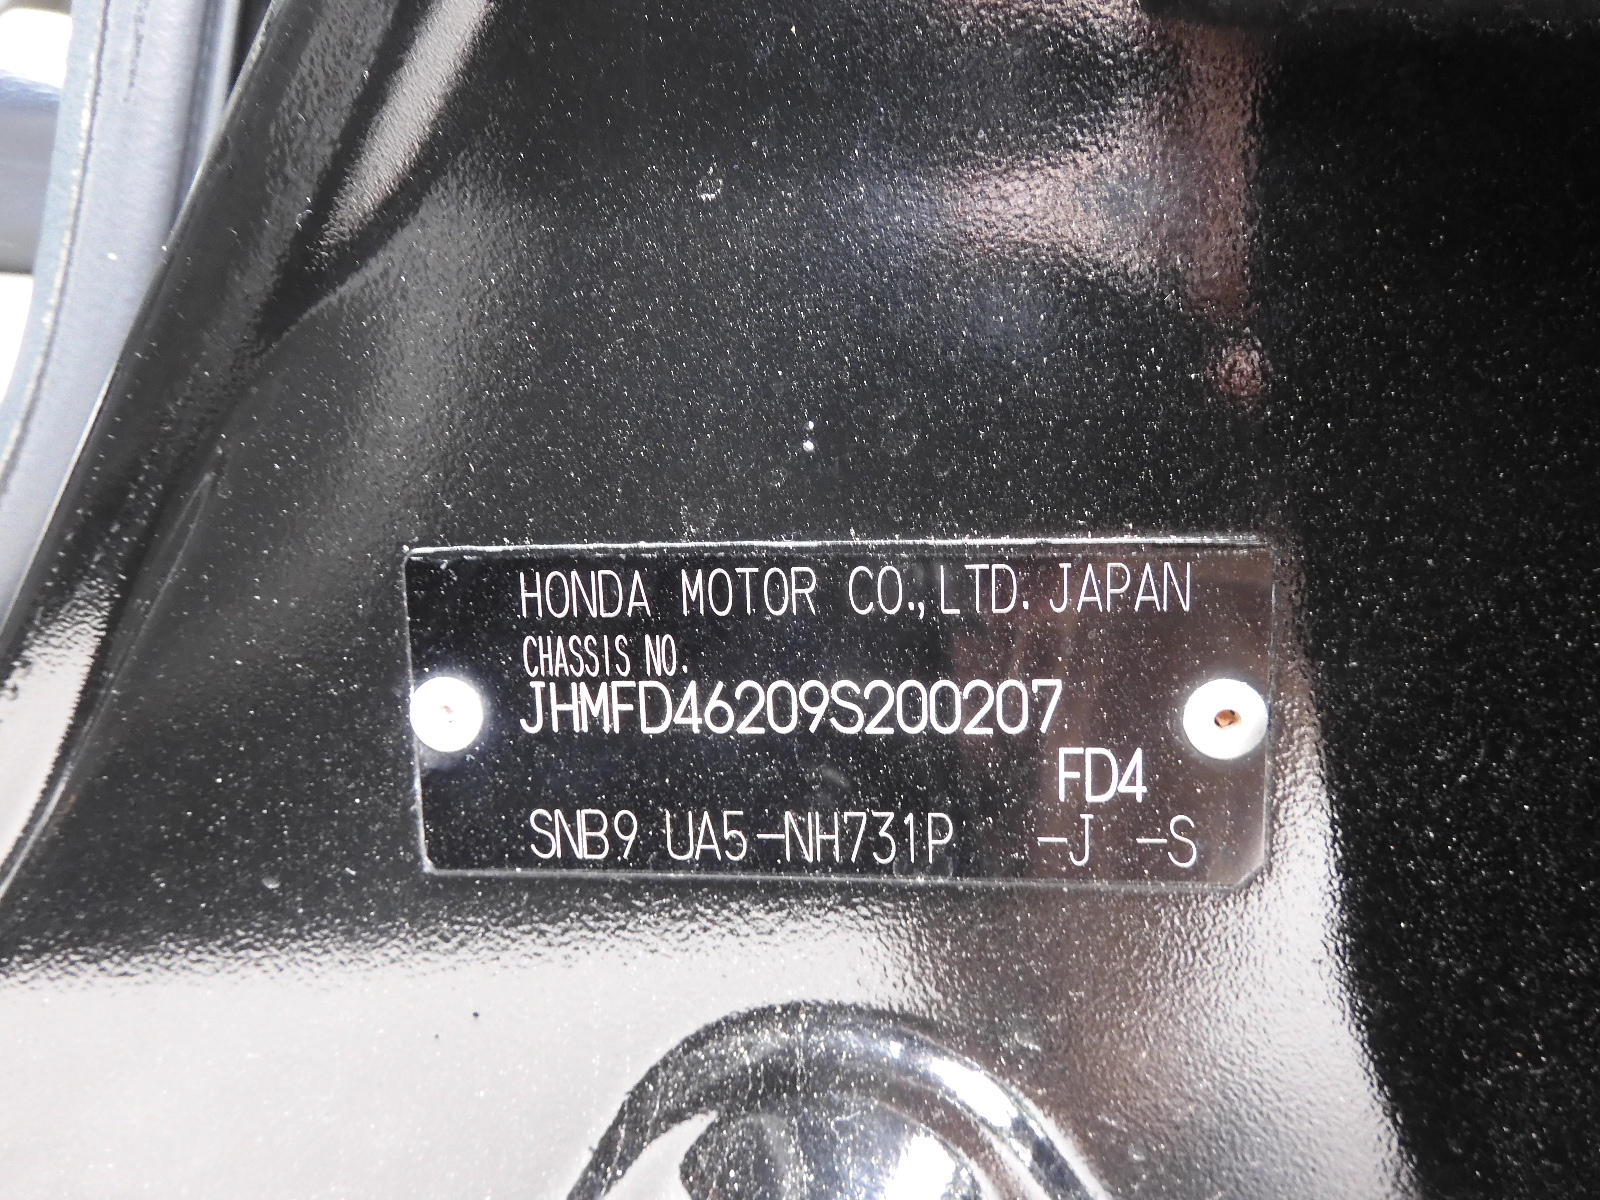 HONDA MOTOR CO.,LTD. JAPAN
CHASSIS NO.
JHMFD46209S200207
FD4
SNB9 UA5-NH731P -J -S